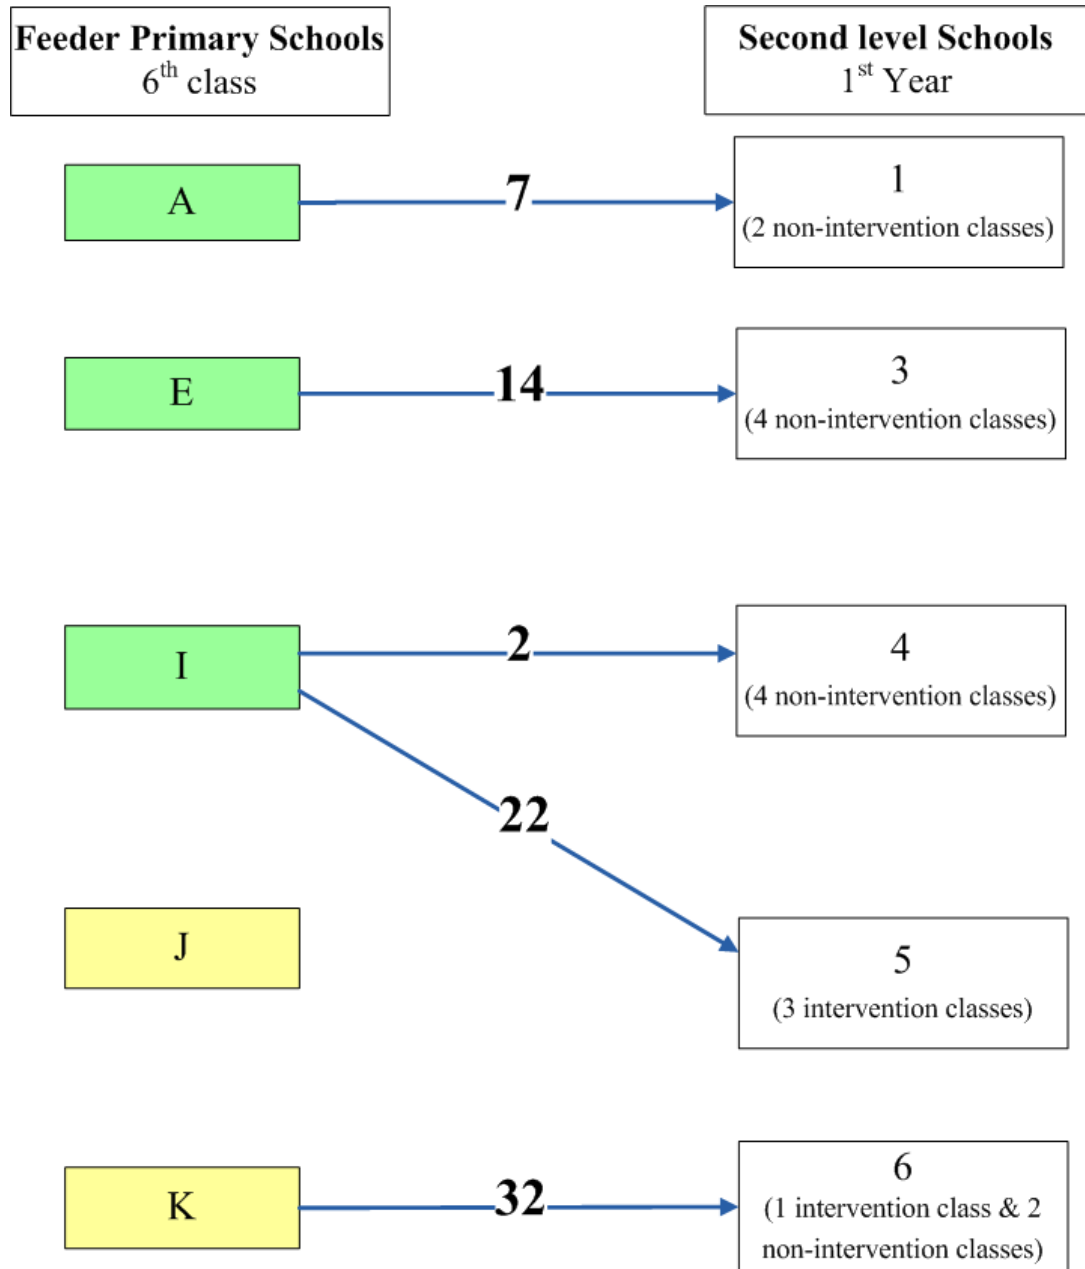 Feeder Primary Schools
6th class
Second level Schools
1st Year
A
7
1
(2 non-intervention classes)
E
14
3
(4 non-intervention classes)
I
2
4
(4 non-intervention classes)
22
J
5
(3 intervention classes)
K
32
6
(1 intervention class & 2
non-intervention classes)